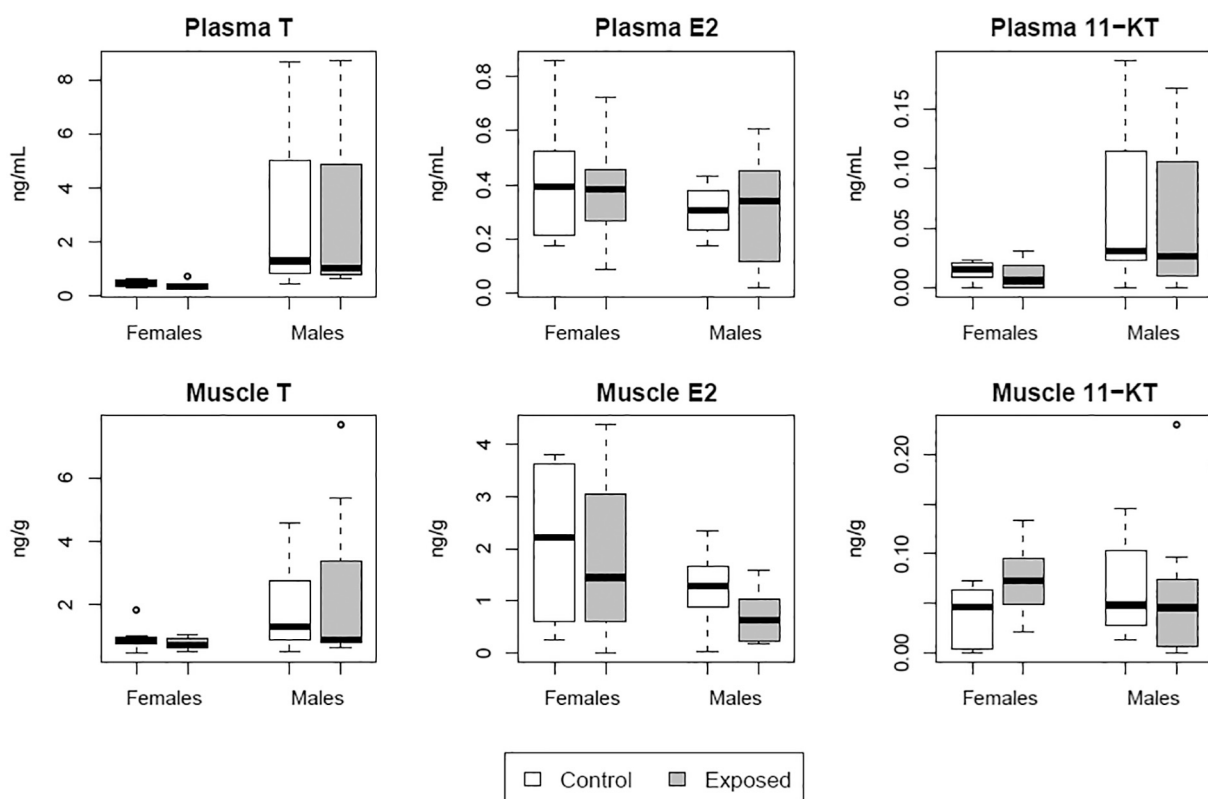 Plasma T
Plasma E2
Plasma 11−KT
ng/mL
0 2 4 6 8
Females Males
ng/mL
0.0 0.2 0.4 0.6 0.8
Females Males
ng/mL
0.00 0.05 0.10 0.15
Females Males
Muscle T
Muscle E2
Muscle 11−KT
ng/g
2 4 6
Females Males
ng/g
0 1 2 3 4
Females Males
ng/g
0.00 0.10 0.20
Females Males
Control Exposed